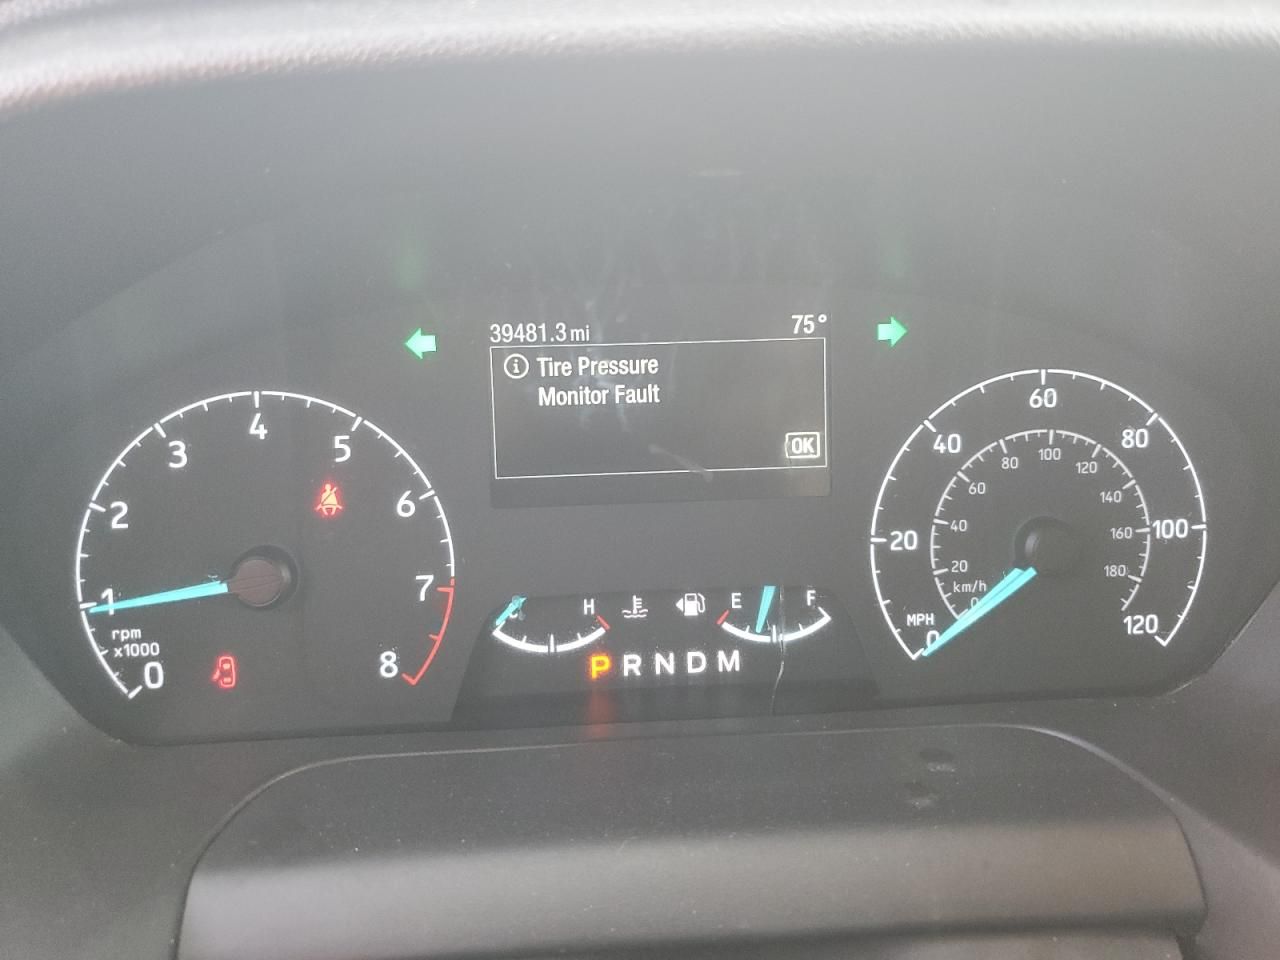 39481.3 mi 75°
Tire Pressure
Monitor Fault
OK
0 1 2 3 4 5 6 7 8
rpm
x1000
H
E F
P R N D M
0 20 40 60 80 100 120
MPH
0 20 40 60 80 100 120 140 160 180
km/h